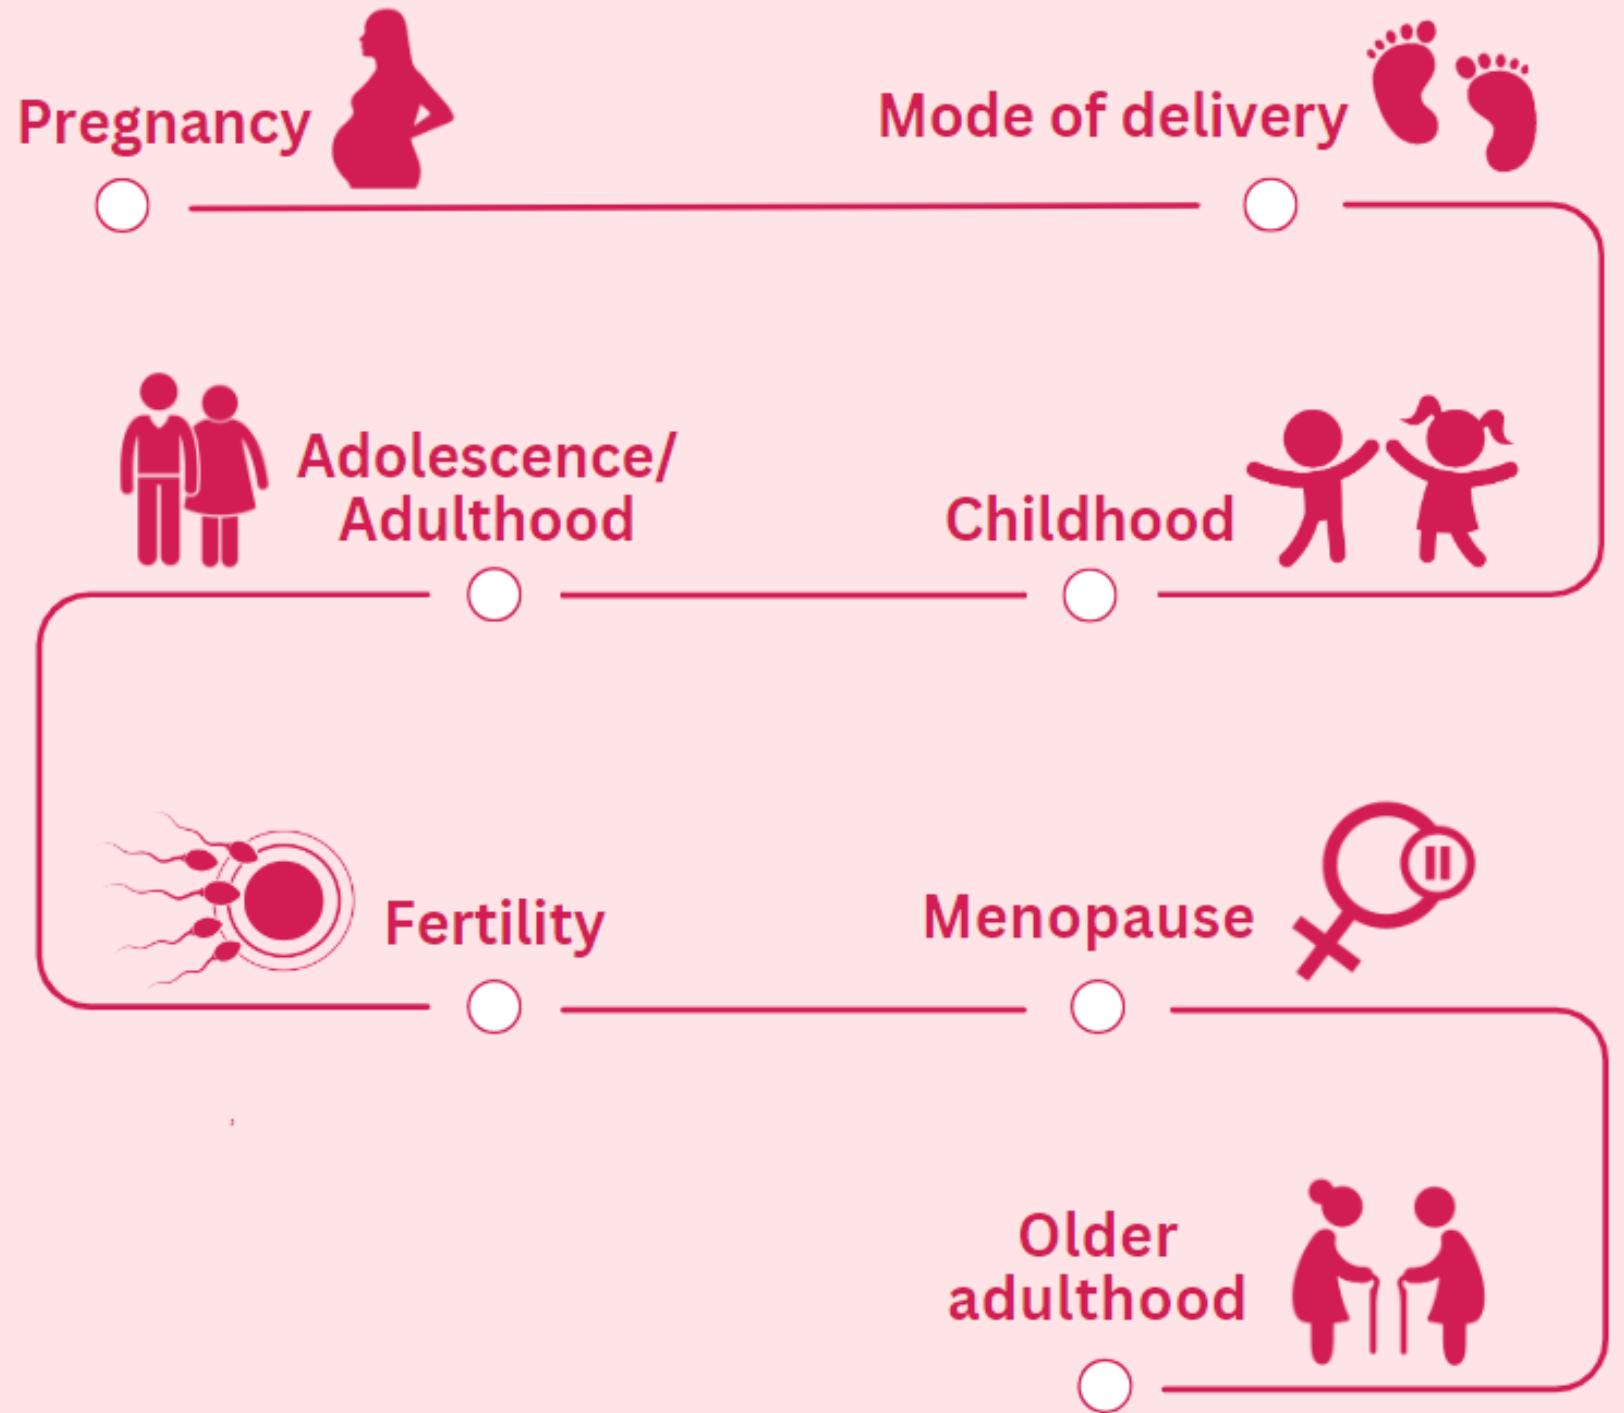 Pregnancy
Mode of delivery
Adolescence/
Adulthood
Childhood
Fertility
Menopause
Older
adulthood